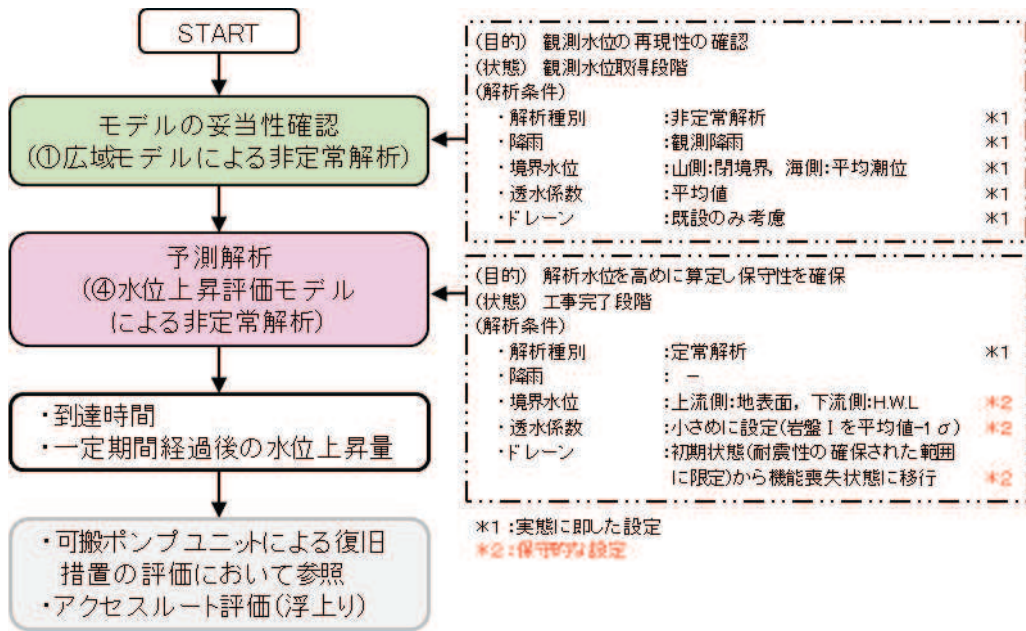 START
モデルの妥当性確認
(①広域モデルによる非定常解析)
予測解析
(④水位上昇評価モデル
による非定常解析)
・到達時間
・一定期間経過後の水位上昇量
・可搬ポンプユニットによる復旧
措置の評価において参照
・アクセスルート評価(浮上り)
(目的) 観測水位の再現性の確認
(状態) 観測水位取得段階
(解析条件)
・解析種別 :非定常解析 *1
・降雨 :観測降雨 *1
・境界水位 :山側:閉境界, 海側:平均潮位 *1
・透水係数 :平均値 *1
・ドレーン :既設のみ考慮 *1
(目的) 解析水位を高めに算定し保守性を確保
(状態) 工事完了段階
(解析条件)
・解析種別 :定常解析 *1
・降雨 : −
・境界水位 :上流側:地表面, 下流側:H.W.L *2
・透水係数 :小さめに設定(岩盤Ⅰを平均値-1σ) *2
・ドレーン :初期状態(耐震性の確保された範囲
に限定)から機能喪失状態に移行 *2
*1:実態に即した設定
*2:保守的な設定